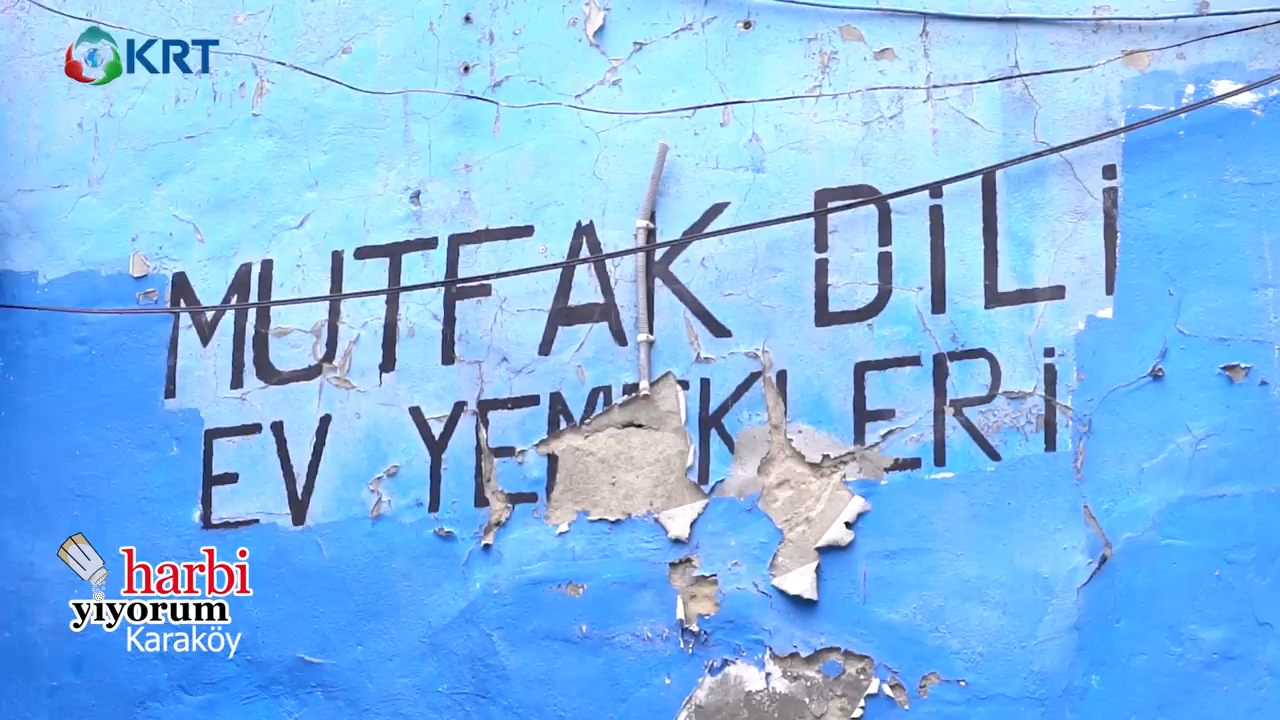 KRT
MUTFAK DİLİ
EV YEMEKLERİ
harbi
yiyorum
Karaköy